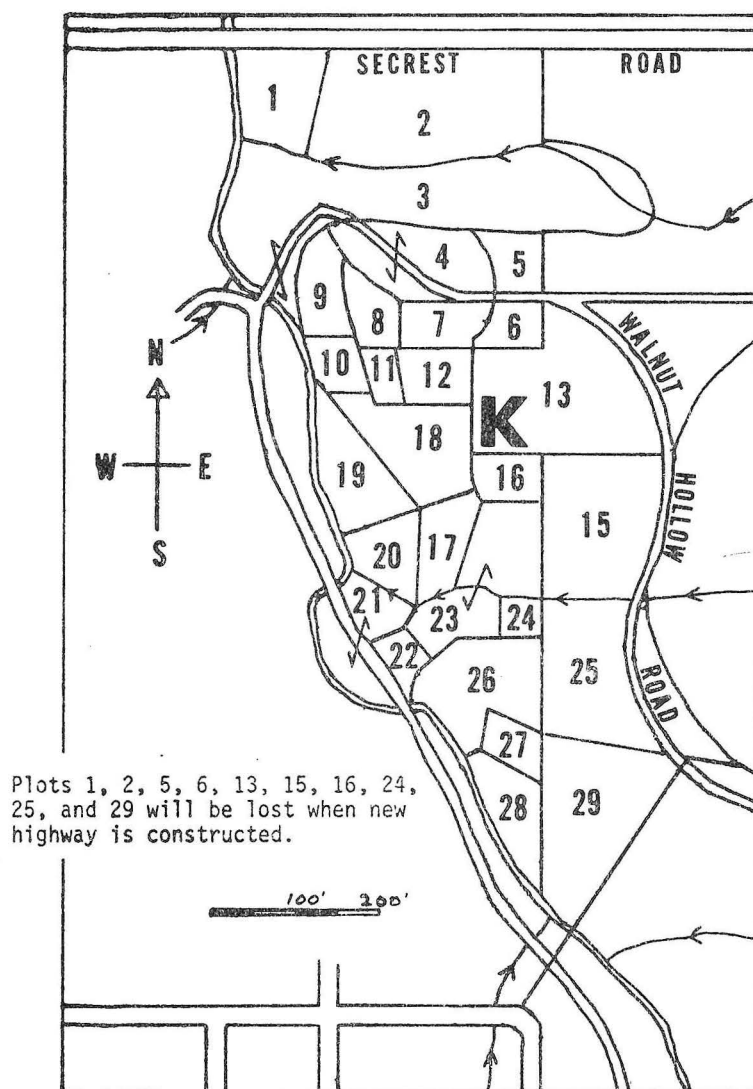 SECREST ROAD
1
2
3
4
5
9
8
7
6
WALNUT
N
10
11
12
13
K
W E
18
16
19
HOLLOW
15
S
20
17
21
23
24
22
26
25
ROAD
27
Plots 1, 2, 5, 6, 13, 15, 16, 24,
25, and 29 will be lost when new
highway is constructed.
28
29
100' 200'